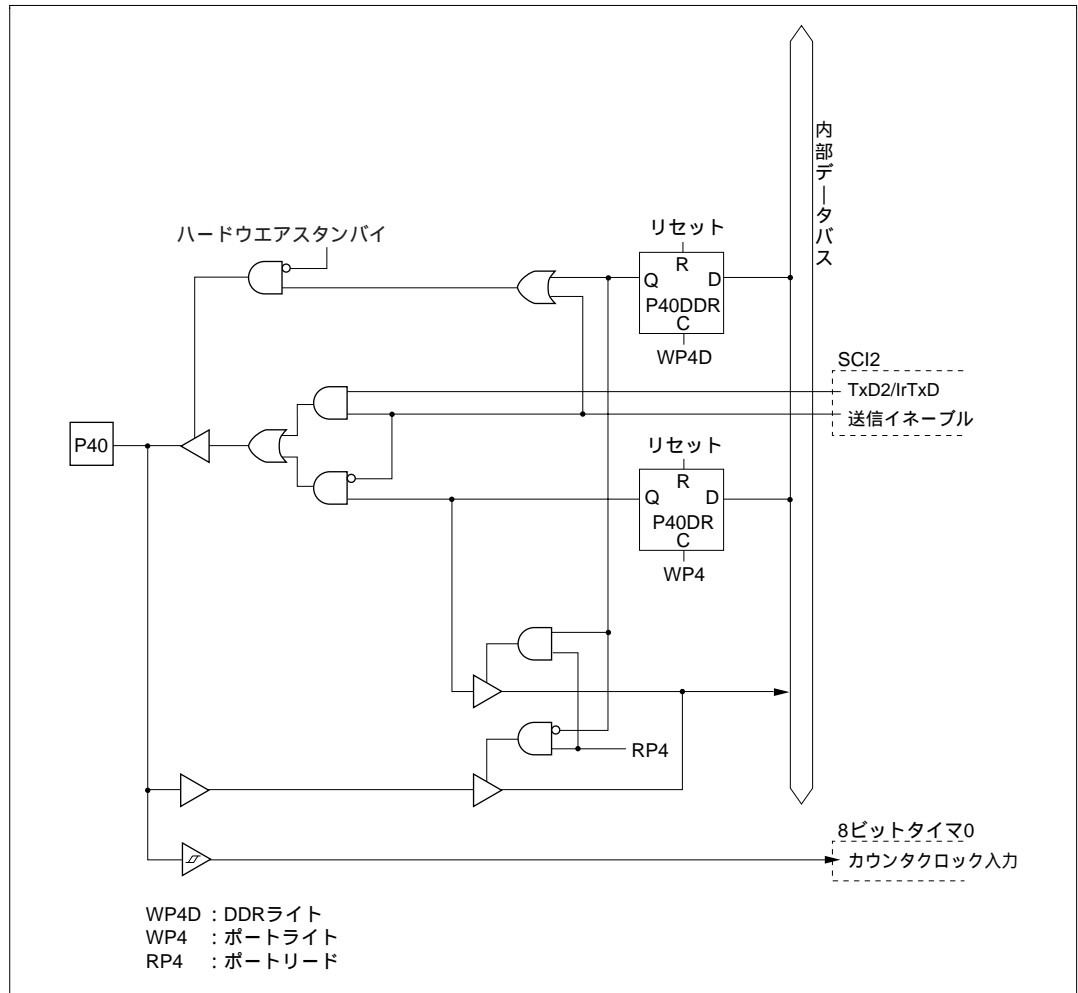 内部データバス
リセット
ハードウエアスタンバイ
R
Q
D
P40DDR
C
WP4D
SCI2
TxD2/IrTxD
送信イネーブル
P40
リセット
R
Q
D
P40DR
C
WP4
RP4
8ビットタイマ0
カウンタクロック入力
WP4D : DDRライト
WP4 : ポートライト
RP4 : ポートリード